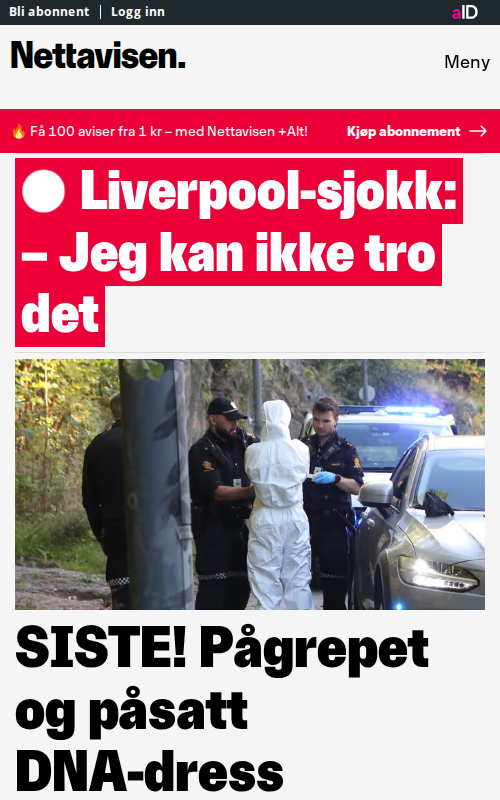 Bli abonnent | Logg inn
aID
Nettavisen.
Meny
🔥 Få 100 aviser fra 1 kr – med Nettavisen +Alt!
Kjøp abonnement →
Liverpool-sjokk:
– Jeg kan ikke tro
det
SISTE! Pågrepet
og påsatt
DNA-dress